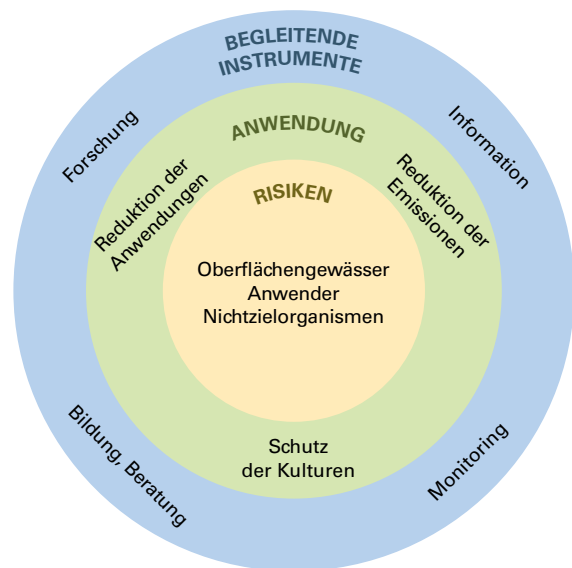 BEGLEITENDE
INSTRUMENTE
Forschung
Information
ANWENDUNG
Reduktion der
Anwendungen
Reduktion der
Emissionen
RISIKEN
Oberflächengewässer
Anwender
Nichtzielorganismen
Schutz
der Kulturen
Bildung, Beratung
Monitoring